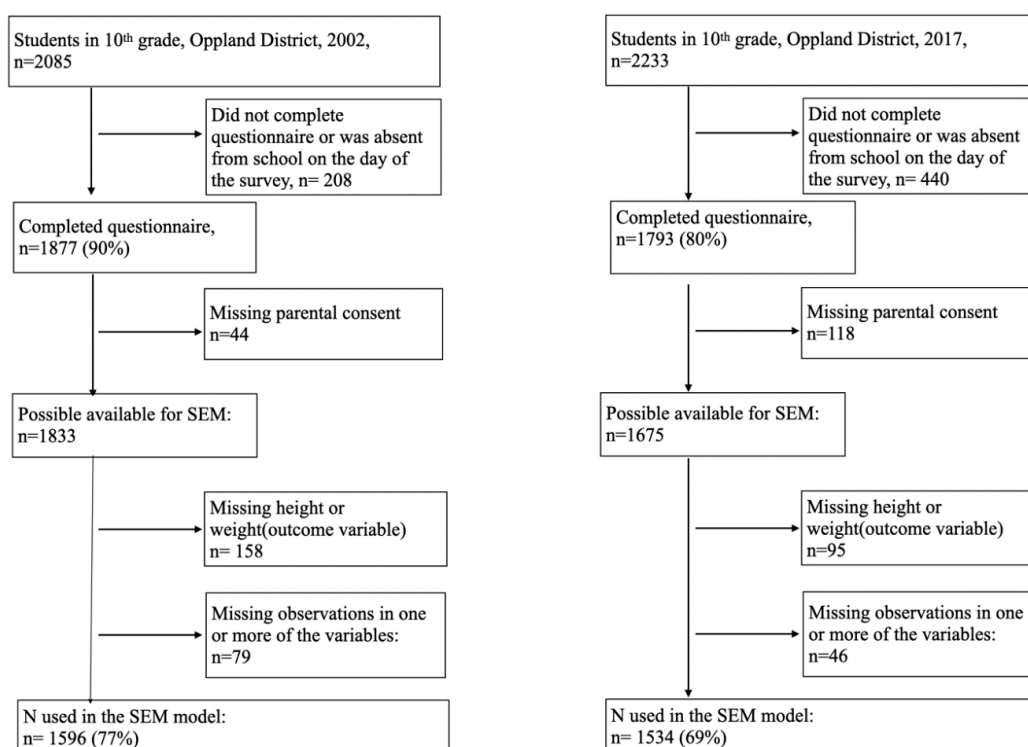 Students in 10th grade, Oppland District, 2002,
n=2085
Did not complete
questionnaire or was absent
from school on the day of
the survey, n= 208
Completed questionnaire,
n=1877 (90%)
Missing parental consent
n=44
Possible available for SEM:
n=1833
Missing height or
weight(outcome variable)
n= 158
Missing observations in one
or more of the variables:
n=79
N used in the SEM model:
n= 1596 (77%)
Students in 10th grade, Oppland District, 2017,
n=2233
Did not complete
questionnaire or was absent
from school on the day of
the survey, n= 440
Completed questionnaire,
n=1793 (80%)
Missing parental consent
n=118
Possible available for SEM:
n=1675
Missing height or
weight(outcome variable)
n=95
Missing observations in one
or more of the variables:
n=46
N used in the SEM model:
n= 1534 (69%)